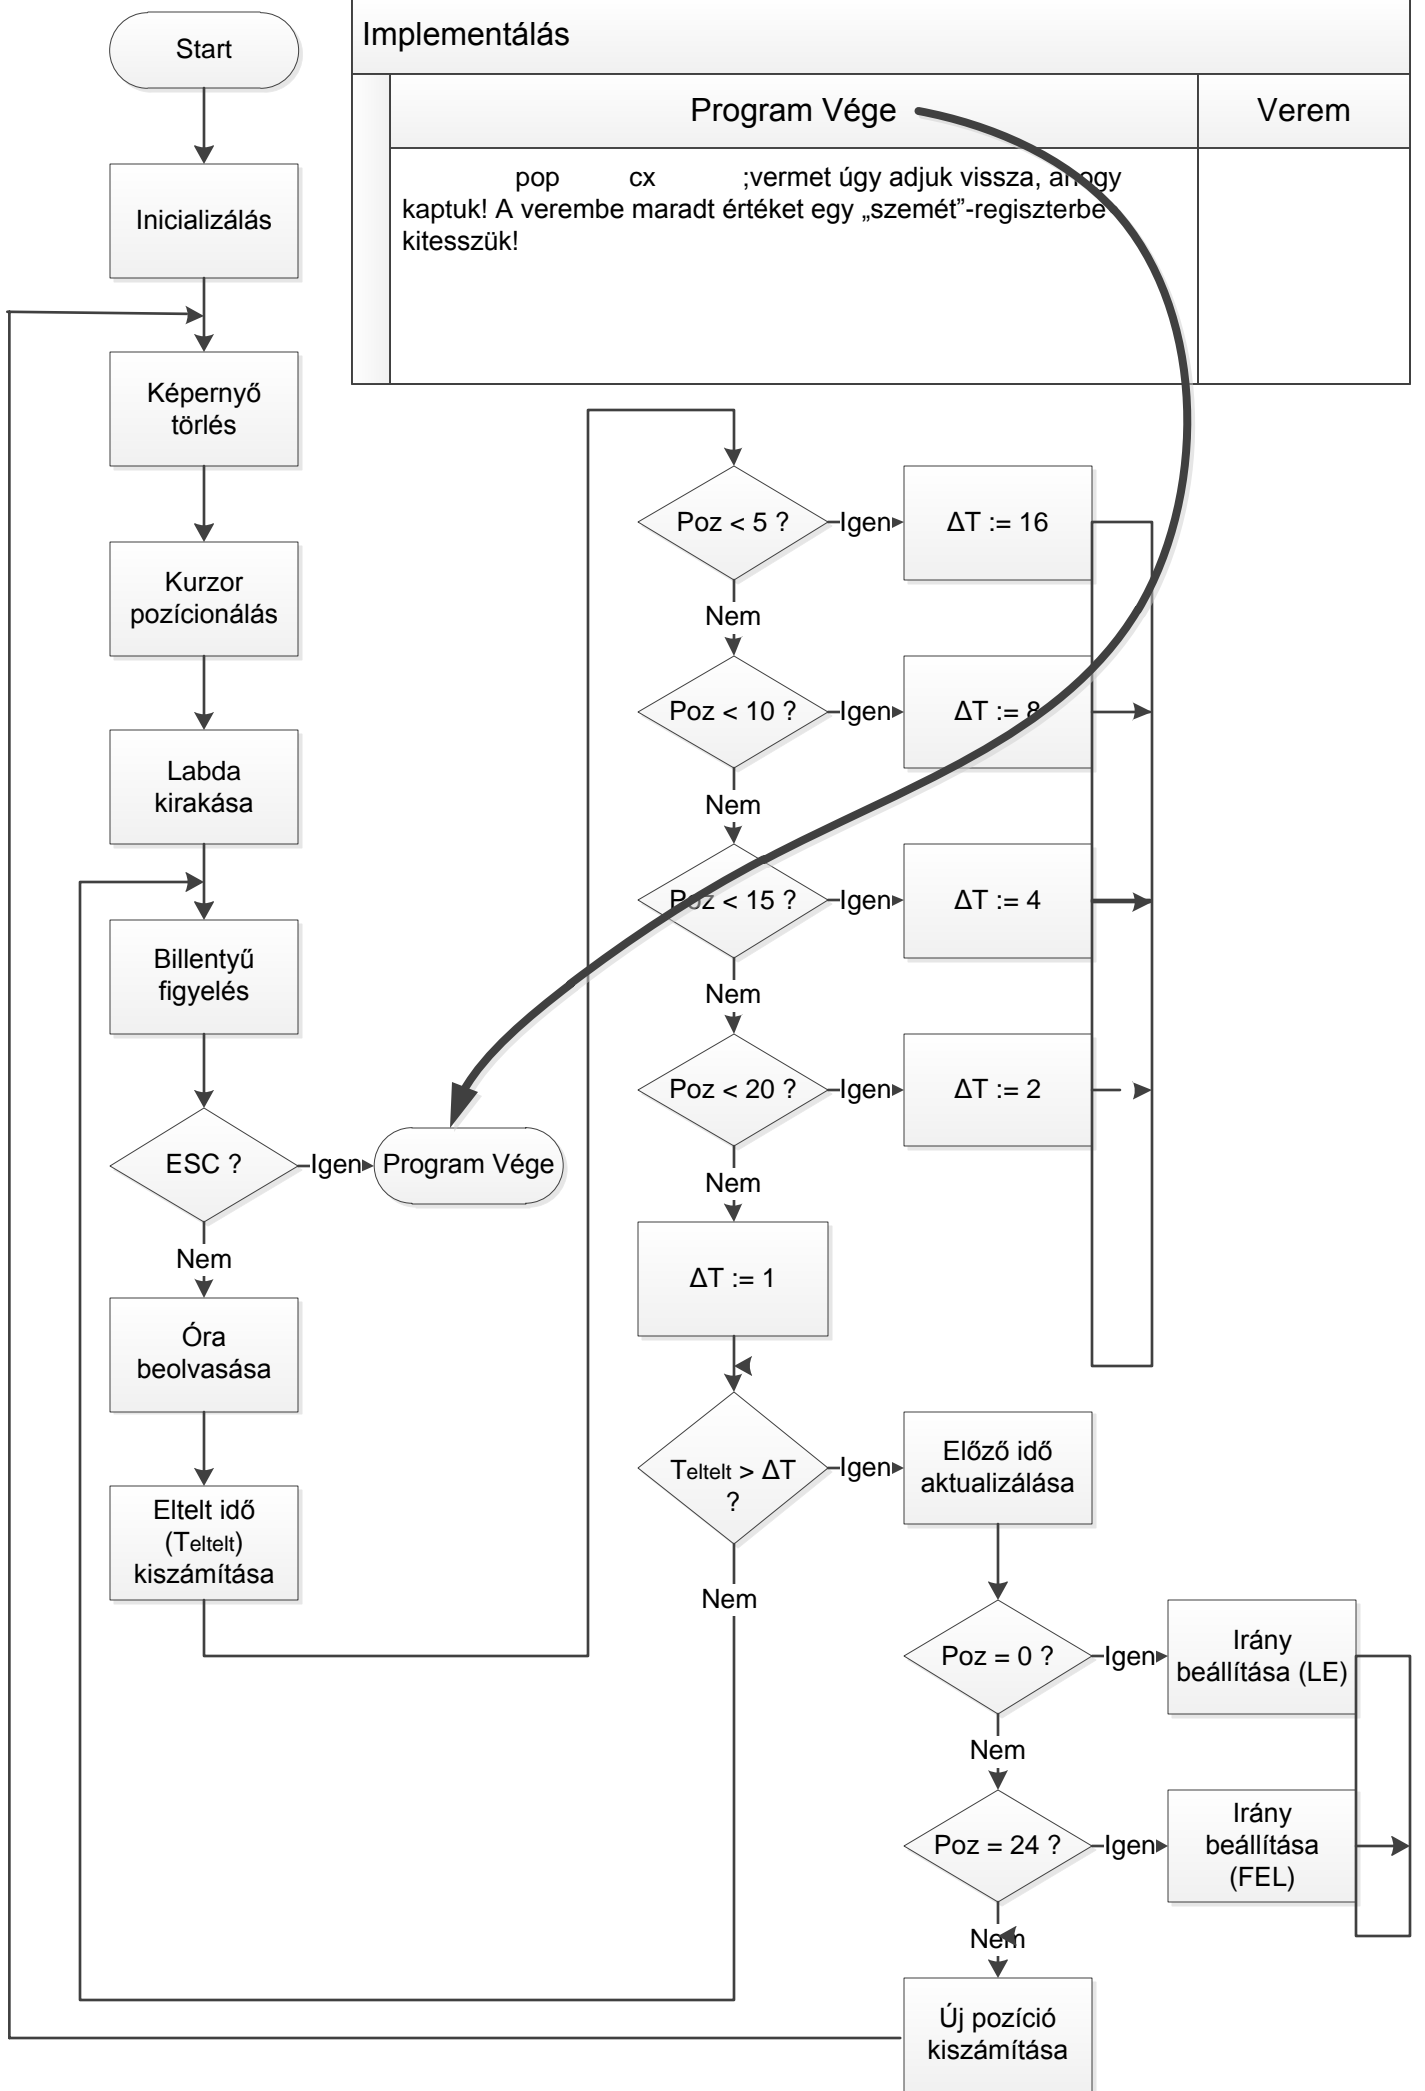 Start
Implementálás
Program Vége
Verem
pop cx ;vermet úgy adjuk vissza, ahogy
kaptuk! A verembe maradt értéket egy „szemét”-regiszterbe
kitesszük!
Inicializálás
Képernyő
törlés
Kurzor
pozícionálás
Labda
kirakása
Billentyű
figyelés
ESC ?
Igen
Program Vége
Nem
Óra
beolvasása
Eltelt idő
(Teltelt)
kiszámítása
Poz < 5 ?
Igen
ΔT := 16
Nem
Poz < 10 ?
Igen
ΔT := 8
Nem
Poz < 15 ?
Igen
ΔT := 4
Nem
Poz < 20 ?
Igen
ΔT := 2
Nem
ΔT := 1
Teltelt > ΔT
?
Igen
Előző idő
aktualizálása
Nem
Poz = 0 ?
Igen
Irány
beállítása (LE)
Nem
Poz = 24 ?
Igen
Irány
beállítása
(FEL)
Nem
Új pozíció
kiszámítása